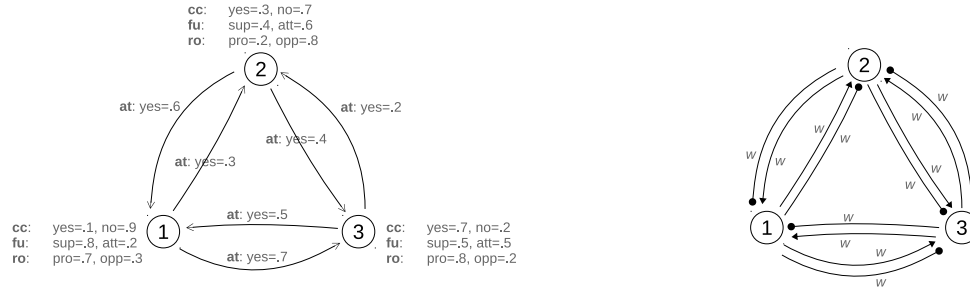 cc: yes=.3, no=.7
fu: sup=.4, att=.6
ro: pro=.2, opp=.8
2
at: yes=.6
at: yes=.2
at: yes=.4
at: yes=.3
at: yes=.5
cc: yes=.1, no=.9
fu: sup=.8, att=.2
ro: pro=.7, opp=.3
1
3
cc: yes=.7, no=.2
fu: sup=.5, att=.5
ro: pro=.8, opp=.2
at: yes=.7
2
w
w
w
w
w
w
w
w
1
3
w
w
w
w